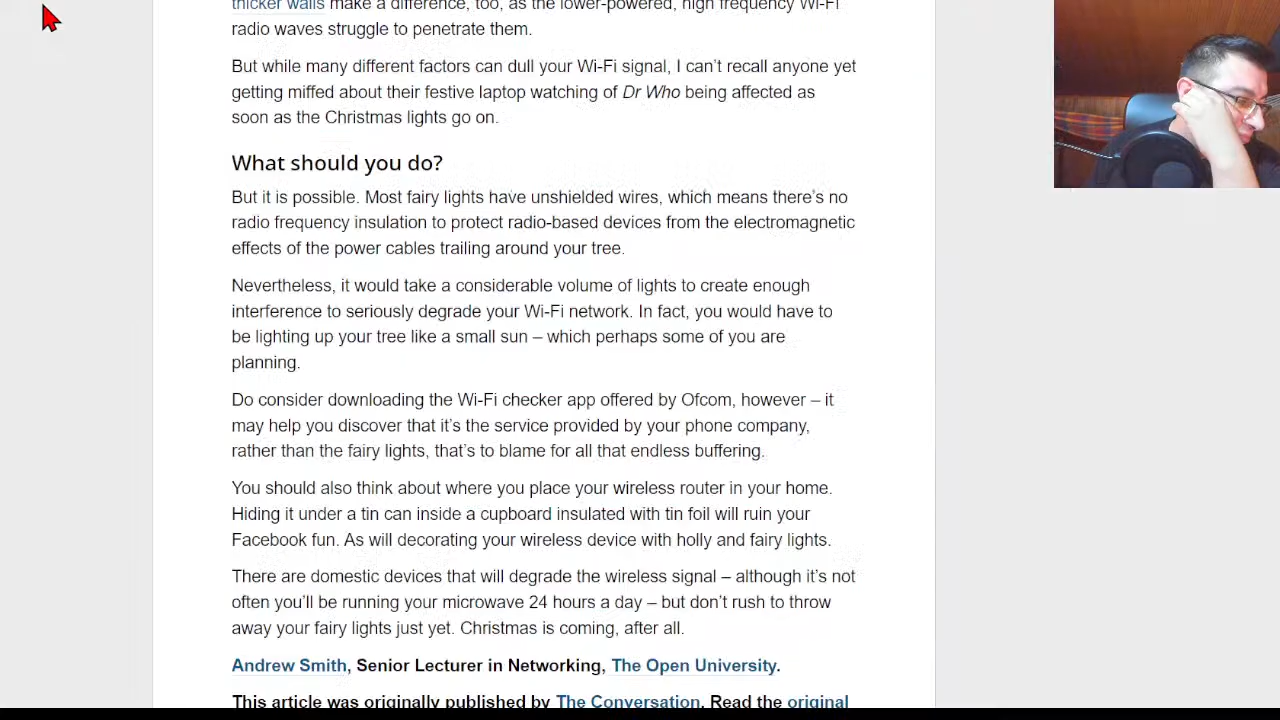 thicker walls make a difference, too, as the lower-powered, high frequency Wi-Fi
radio waves struggle to penetrate them.
But while many different factors can dull your Wi-Fi signal, I can’t recall anyone yet
getting miffed about their festive laptop watching of Dr Who being affected as
soon as the Christmas lights go on.
What should you do?
But it is possible. Most fairy lights have unshielded wires, which means there’s no
radio frequency insulation to protect radio-based devices from the electromagnetic
effects of the power cables trailing around your tree.
Nevertheless, it would take a considerable volume of lights to create enough
interference to seriously degrade your Wi-Fi network. In fact, you would have to
be lighting up your tree like a small sun – which perhaps some of you are
planning.
Do consider downloading the Wi-Fi checker app offered by Ofcom, however – it
may help you discover that it’s the service provided by your phone company,
rather than the fairy lights, that’s to blame for all that endless buffering.
You should also think about where you place your wireless router in your home.
Hiding it under a tin can inside a cupboard insulated with tin foil will ruin your
Facebook fun. As will decorating your wireless device with holly and fairy lights.
There are domestic devices that will degrade the wireless signal – although it’s not
often you’ll be running your microwave 24 hours a day – but don’t rush to throw
away your fairy lights just yet. Christmas is coming, after all.
Andrew Smith, Senior Lecturer in Networking, The Open University.
This article was originally published by The Conversation. Read the original